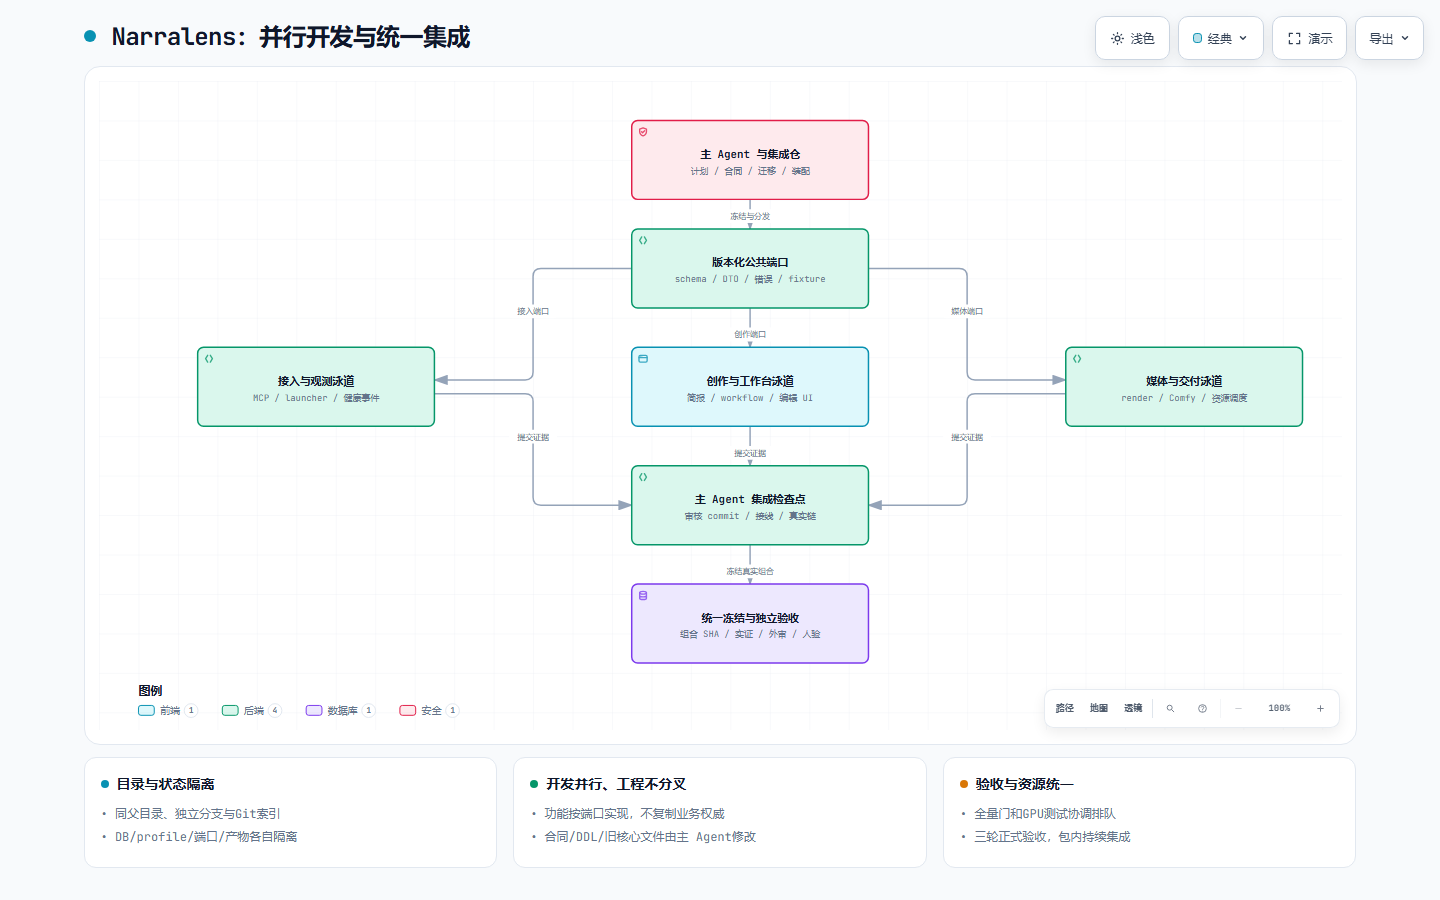 Narralens: 并行开发与统一集成
浅色
经典
演示
导出
主 Agent 与集成仓
计划 / 合同 / 迁移 / 装配
冻结与分发
版本化公共端口
schema / DTO / 错误 / fixture
接入端口
媒体端口
创作端口
接入与观测泳道
MCP / launcher / 健康事件
创作与工作台泳道
简报 / workflow / 编辑 UI
媒体与交付泳道
render / Comfy / 资源调度
提交证据
提交证据
提交证据
主 Agent 集成检查点
审核 commit / 接线 / 真实链
冻结真实组合
统一冻结与独立验收
组合 SHA / 实证 / 外审 / 人验
图例
前端 1
后端 4
数据库 1
安全 1
路径
地图
透镜
100%
目录与状态隔离
• 同父目录、独立分支与Git索引
• DB/profile/端口/产物各自隔离
开发并行、工程不分叉
• 功能按端口实现，不复制业务权威
• 合同/DDL/旧核心文件由主 Agent修改
验收与资源统一
• 全量门和GPU测试协调排队
• 三轮正式验收，包内持续集成